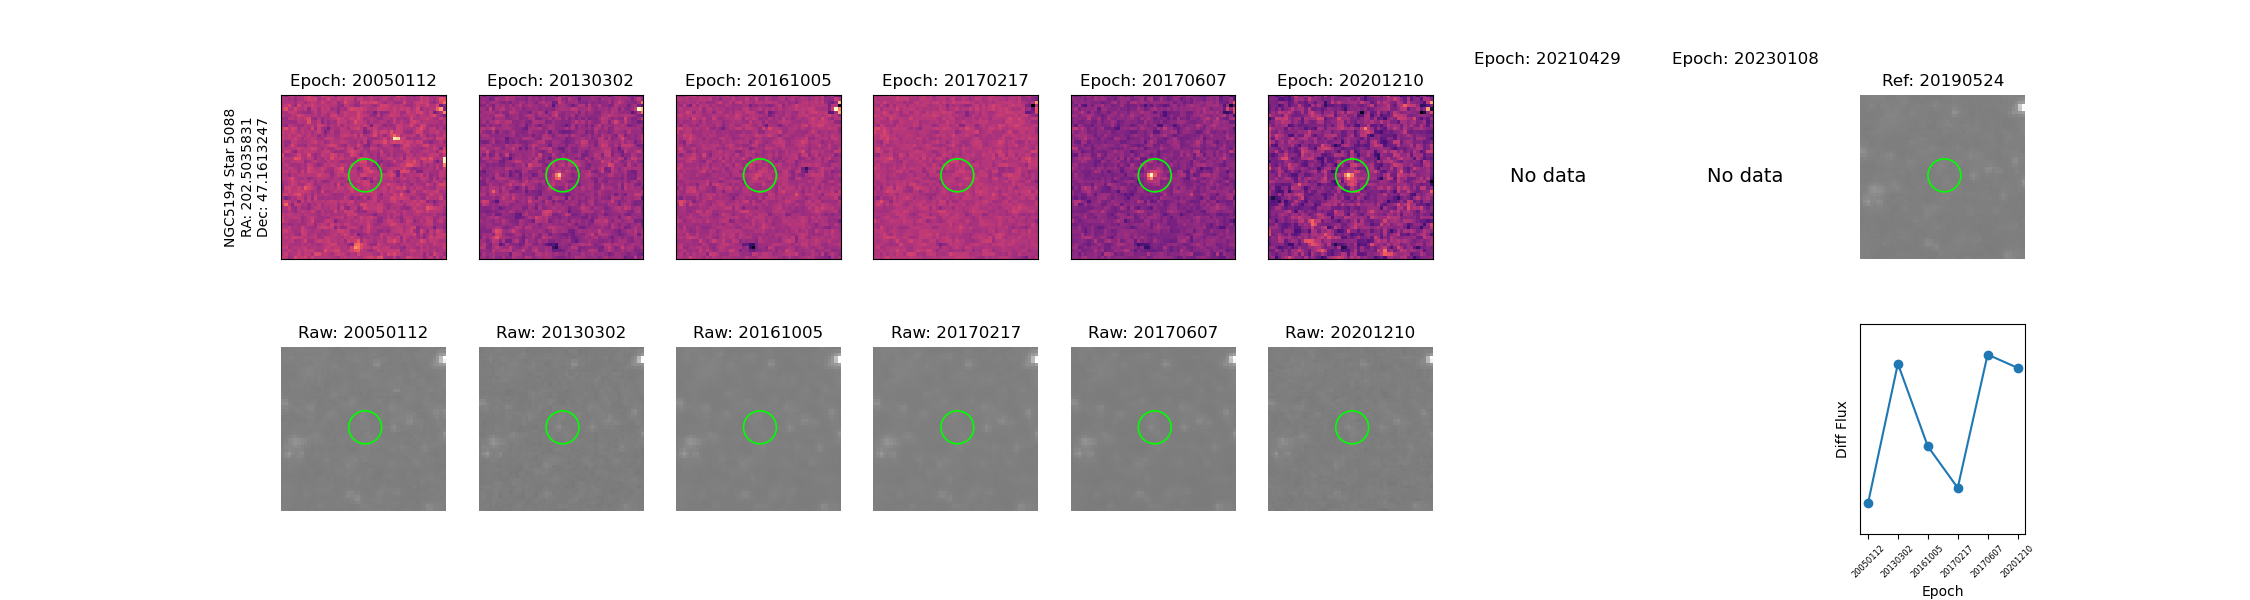 NGC5194 Star 5088
RA: 202.5035831
Dec: 47.1613247
Epoch: 20050112
Epoch: 20130302
Epoch: 20161005
Epoch: 20170217
Epoch: 20170607
Epoch: 20201210
Epoch: 20210429
Epoch: 20230108
Ref: 20190524
No data
No data
Raw: 20050112
Raw: 20130302
Raw: 20161005
Raw: 20170217
Raw: 20170607
Raw: 20201210
Diff Flux
20050112
20130302
20161005
20170217
20170607
20201210
Epoch